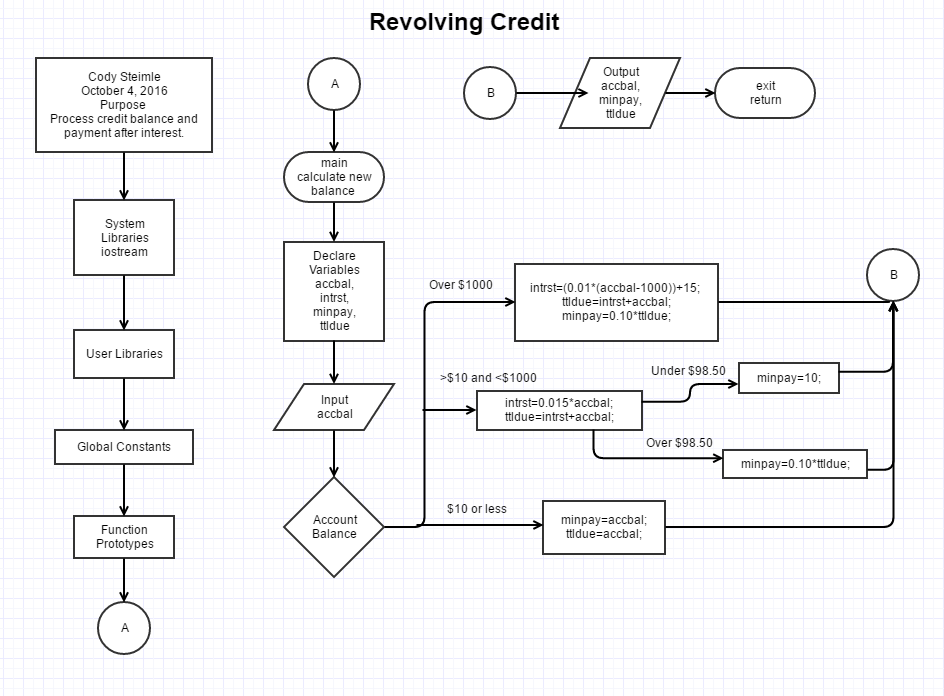 Revolving Credit
Cody Steimle
October 4, 2016
Purpose
Process credit balance and
payment after interest.
System
Libraries
iostream
User Libraries
Global Constants
Function
Prototypes
A
A
main
calculate new
balance
Declare
Variables
accbal,
intrst,
minpay,
ttldue
Input
accbal
Account
Balance
Over $1000
intrst=(0.01*(accbal-1000))+15;
ttldue=intrst+accbal;
minpay=0.10*ttldue;
>$10 and <$1000
intrst=0.015*accbal;
ttldue=intrst+accbal;
Under $98.50
minpay=10;
Over $98.50
minpay=0.10*ttldue;
$10 or less
minpay=accbal;
ttldue=accbal;
B
B
Output
accbal,
minpay,
ttldue
exit
return